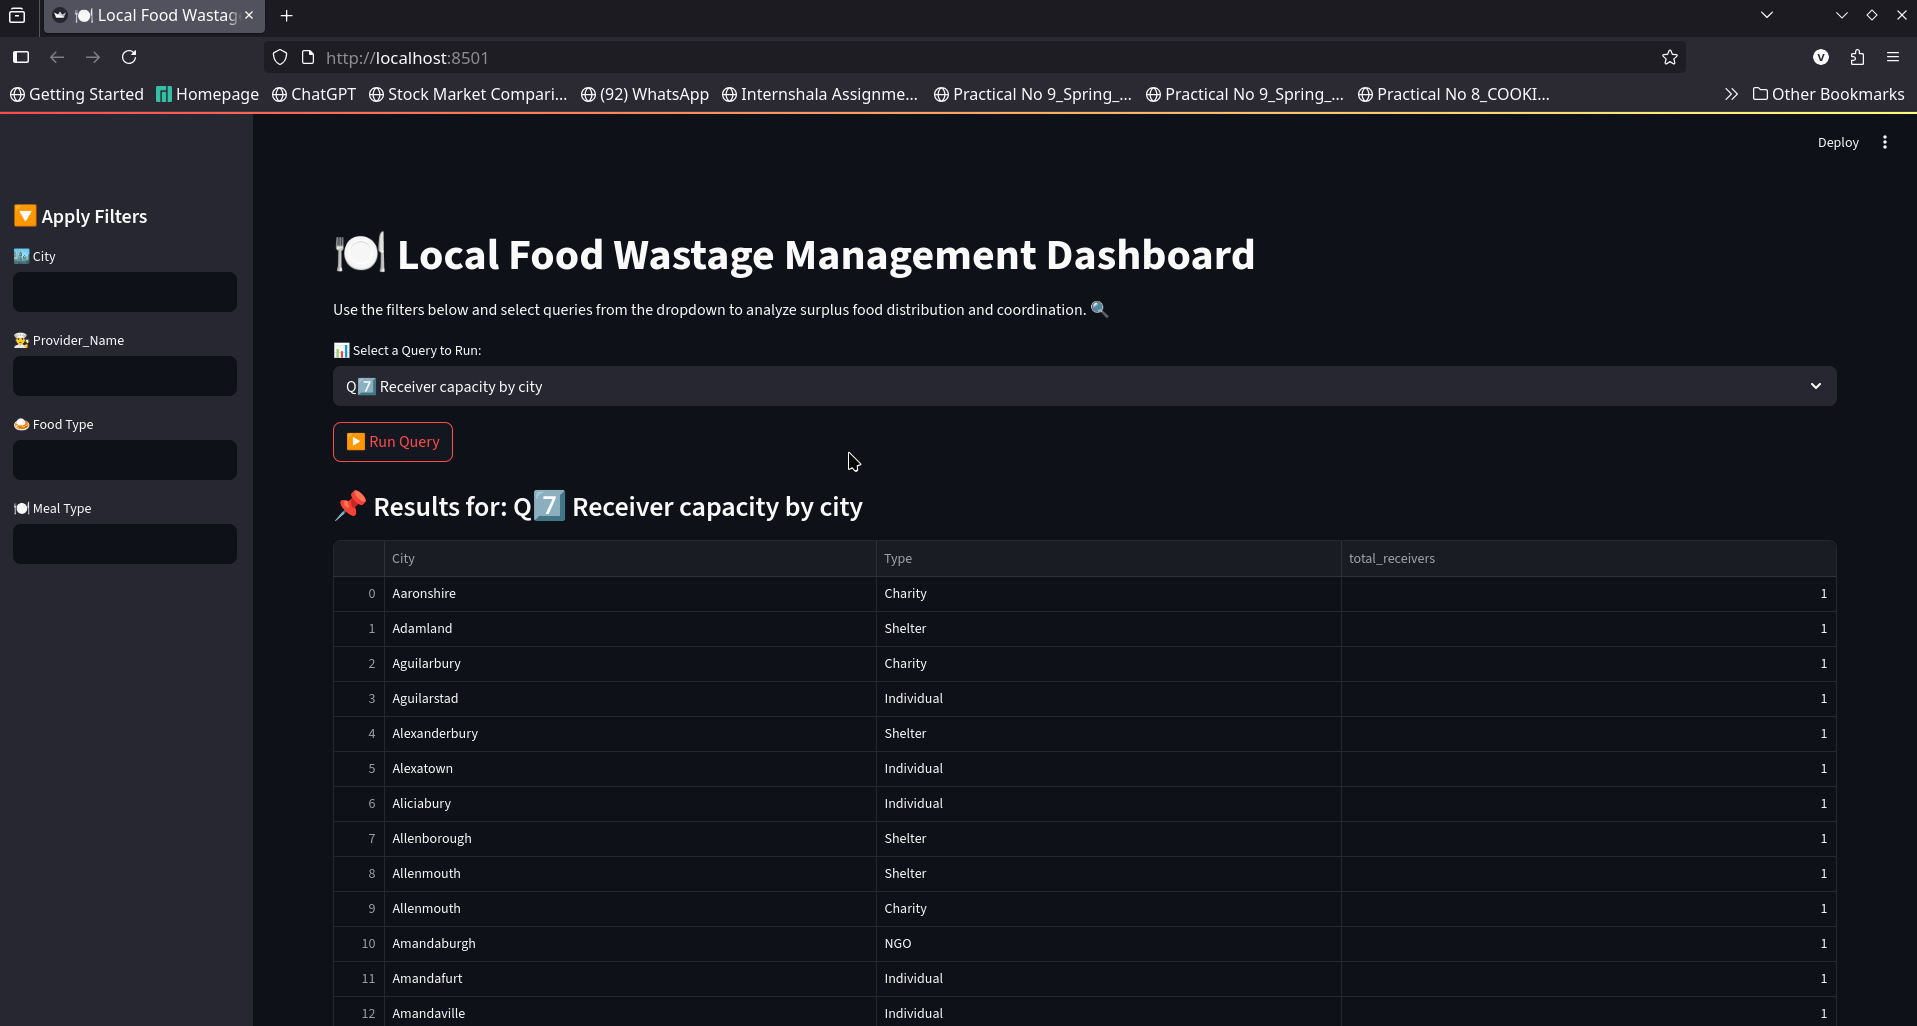 🍽️ Local Food Wastag
http://localhost:8501
Getting Started Homepage ChatGPT Stock Market Compari... (92) WhatsApp Internshala Assignme... Practical No 9_Spring_... Practical No 9_Spring_... Practical No 8_COOKI... Other Bookmarks
Deploy
🔽 Apply Filters
🏙️ City
🧑‍🍳 Provider_Name
🍛 Food Type
🍽️ Meal Type
🍽️ Local Food Wastage Management Dashboard
Use the filters below and select queries from the dropdown to analyze surplus food distribution and coordination. 🔍
📊 Select a Query to Run:
Q7️⃣ Receiver capacity by city
▶️ Run Query
📌 Results for: Q7️⃣ Receiver capacity by city
City Type total_receivers
0 Aaronshire Charity 1
1 Adamland Shelter 1
2 Aguilarbury Charity 1
3 Aguilarstad Individual 1
4 Alexanderbury Shelter 1
5 Alexatown Individual 1
6 Aliciabury Individual 1
7 Allenborough Shelter 1
8 Allenmouth Shelter 1
9 Allenmouth Charity 1
10 Amandaburgh NGO 1
11 Amandafurt Individual 1
12 Amandaville Individual 1